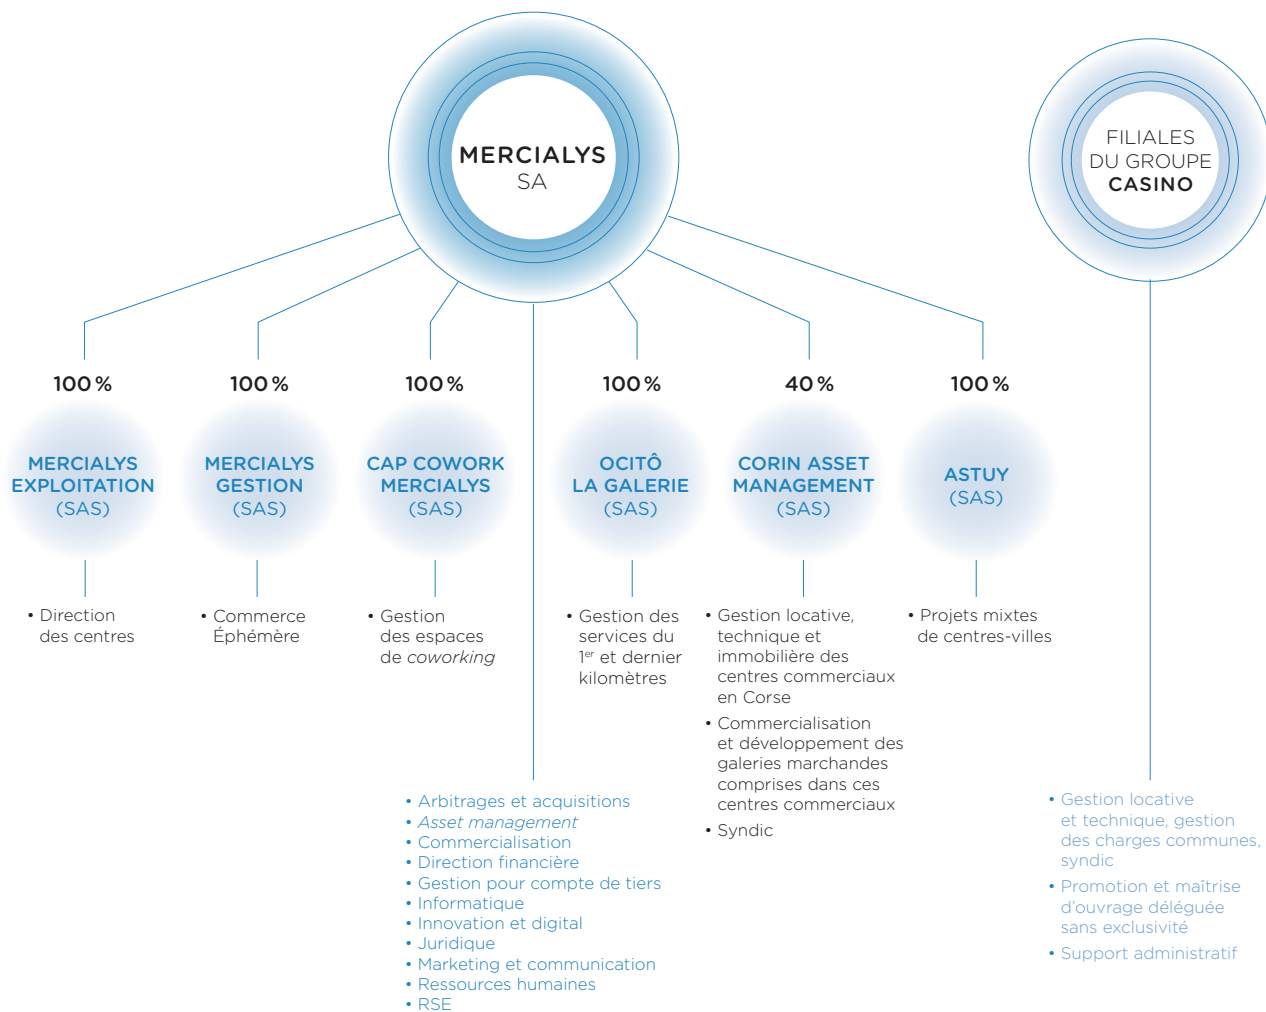 MERCIALYS
SA
FILIALES
DU GROUPE
CASINO
100 %
MERCIALYS
EXPLOITATION
(SAS)
• Direction
des centres
100 %
MERCIALYS
GESTION
(SAS)
• Commerce
Éphémère
100 %
CAP COWORK
MERCIALYS
(SAS)
• Gestion
des espaces
de coworking
100 %
OCITÔ
LA GALERIE
(SAS)
• Gestion des
services du
1er et dernier
kilomètres
40 %
CORIN ASSET
MANAGEMENT
(SAS)
• Gestion locative,
technique et
immobilière des
centres commerciaux
en Corse
• Commercialisation
et développement des
galeries marchandes
comprises dans ces
centres commerciaux
• Syndic
100 %
ASTUY
(SAS)
• Projets mixtes
de centres-villes
• Arbitrages et acquisitions
• Asset management
• Commercialisation
• Direction financière
• Gestion pour compte de tiers
• Informatique
• Innovation et digital
• Juridique
• Marketing et communication
• Ressources humaines
• RSE
• Gestion locative
et technique, gestion
des charges communes,
syndic
• Promotion et maîtrise
d'ouvrage déléguée
sans exclusivité
• Support administratif